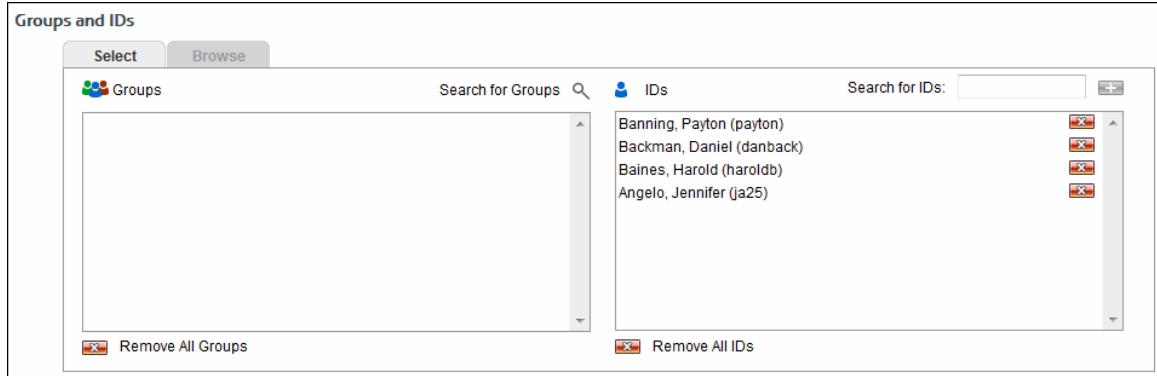 Groups and IDs
Select Browse
Groups Search for Groups IDs Search for IDs:
Banning, Payton (payton)
Backman, Daniel (danback)
Baines, Harold (haroldb)
Angelo, Jennifer (ja25)
Remove All Groups Remove All IDs